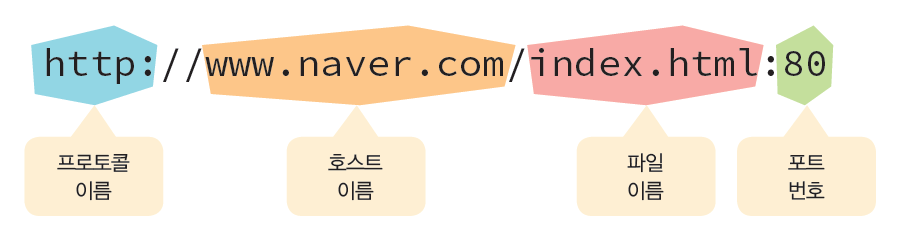 http://www.naver.com/index.html:80
프로토콜
이름
호스트
이름
파일
이름
포트
번호